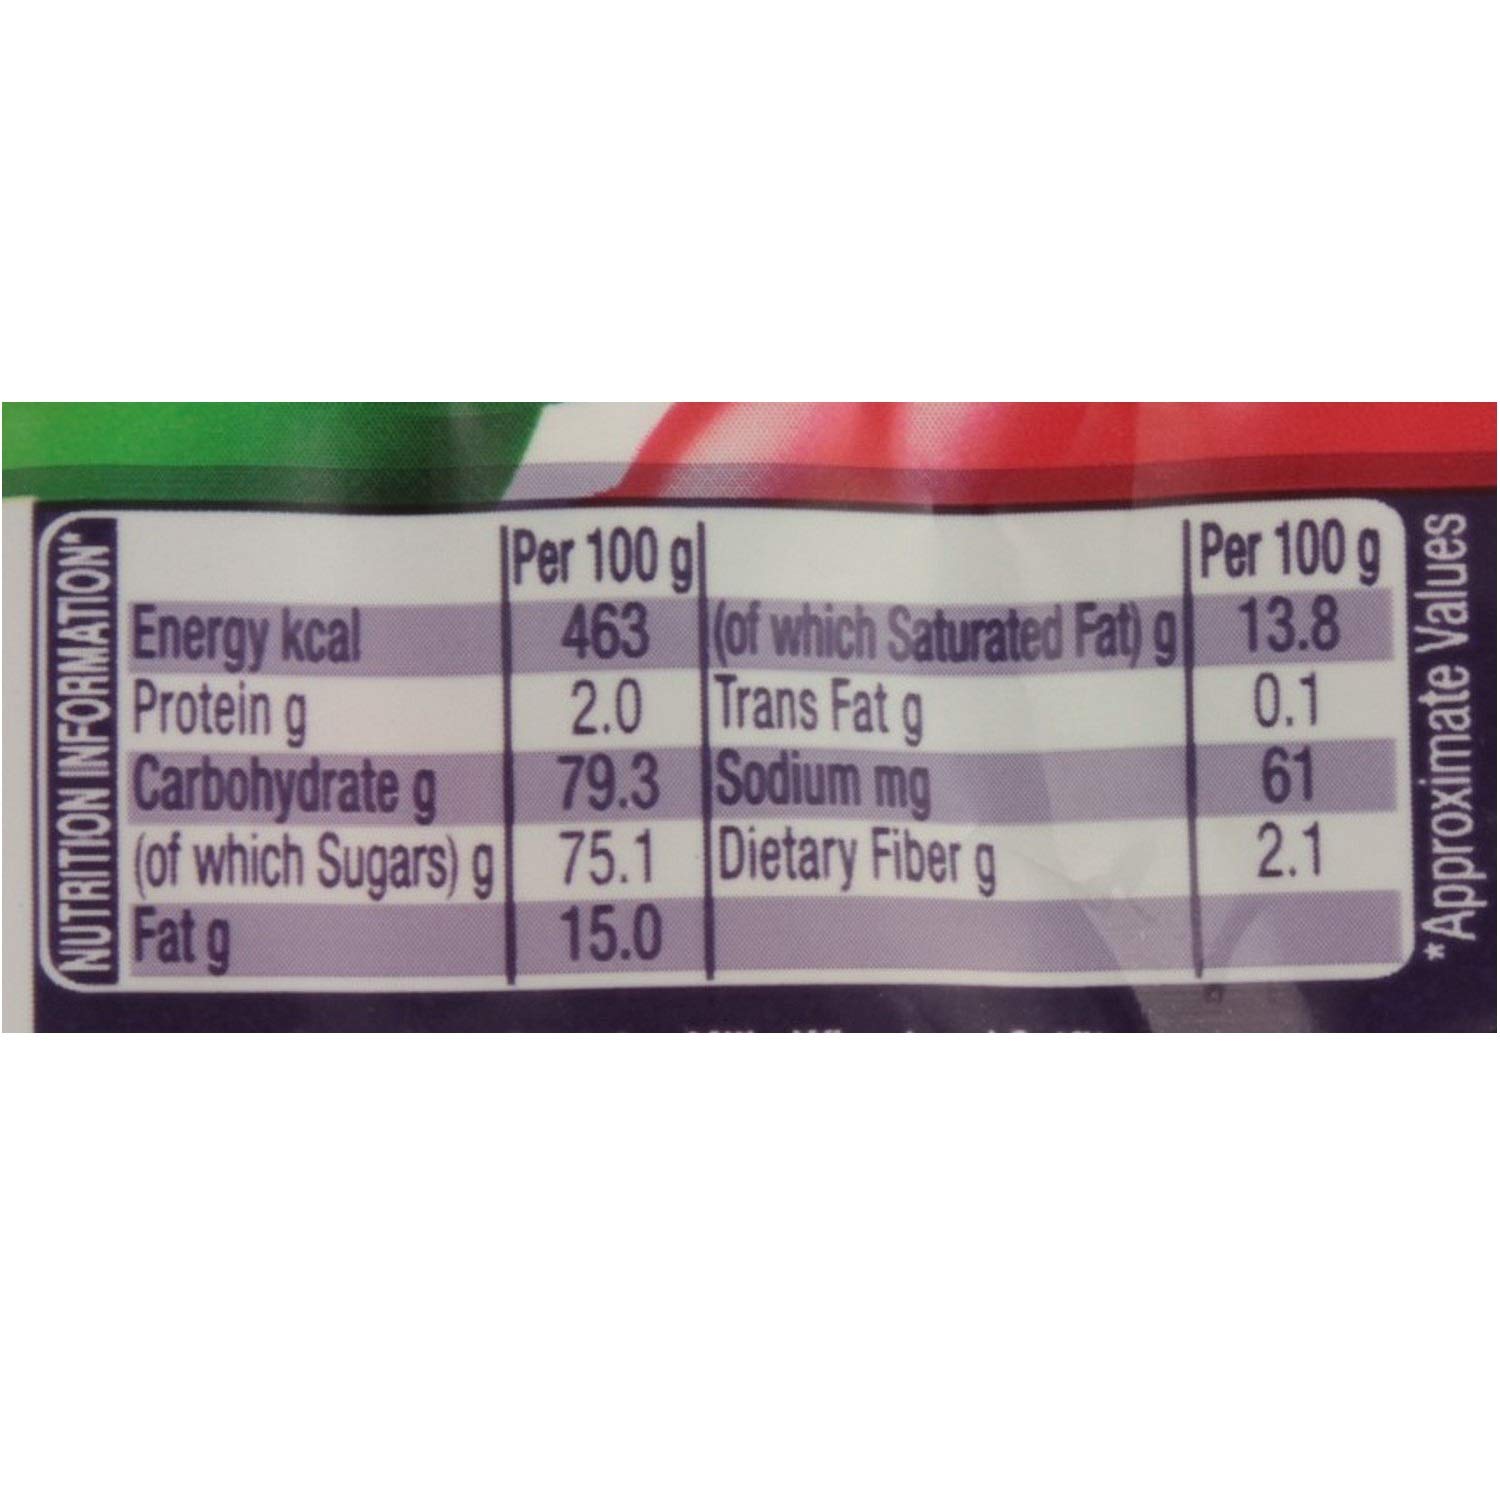 NUTRITION INFORMATION*
Per 100 g Per 100 g
Energy kcal 463 (of which Saturated Fat) g 13.8
Protein g 2.0 Trans Fat g 0.1
Carbohydrate g 79.3 Sodium mg 61
(of which Sugars) g 75.1 Dietary Fiber g 2.1
Fat g 15.0
*Approximate Values